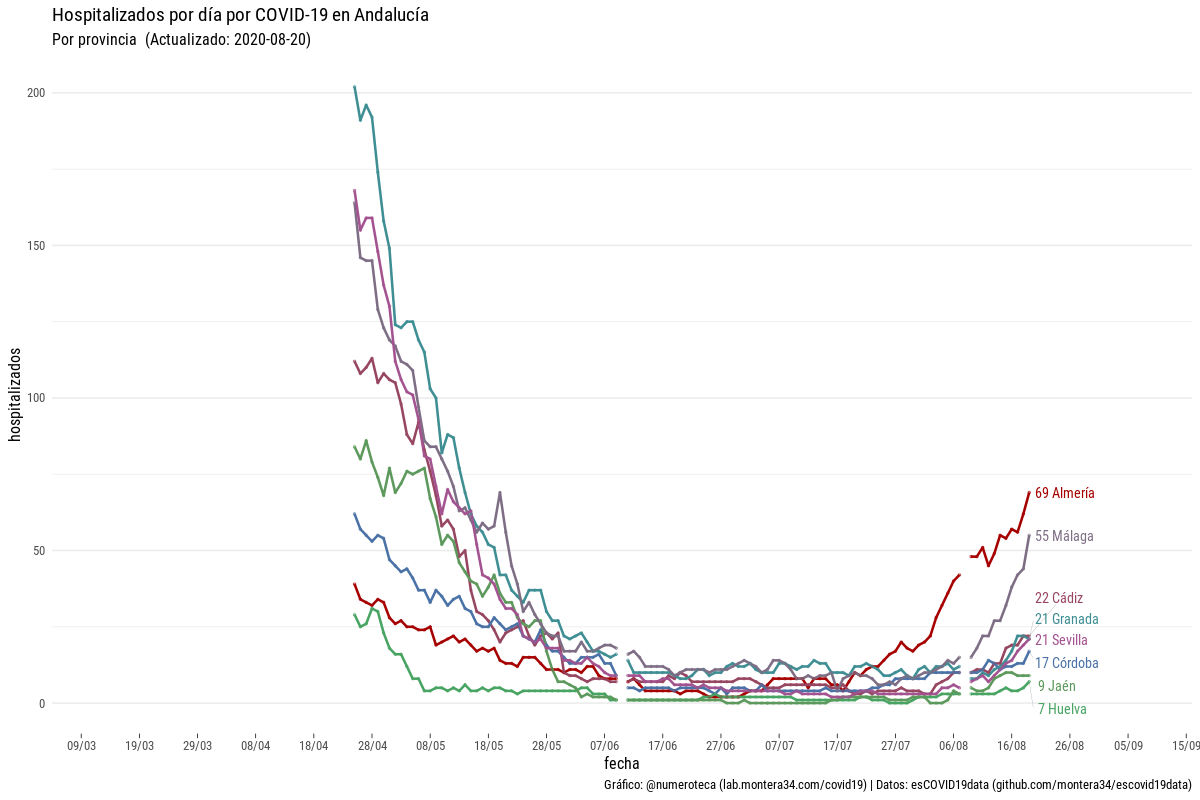 Hospitalizados por día por COVID-19 en Andalucía
Por provincia  (Actualizado: 2020-08-20)
hospitalizados
200
150
100
50
0
69 Almería
55 Málaga
22 Cádiz
21 Granada
21 Sevilla
17 Córdoba
9 Jaén
7 Huelva
09/03 19/03 29/03 08/04 18/04 28/04 08/05 18/05 28/05 07/06 17/06 27/06 07/07 17/07 27/07 06/08 16/08 26/08 05/09 15/09
fecha
Gráfico: @numeroteca (lab.montera34.com/covid19) | Datos: esCOVID19data (github.com/montera34/escovid19data)